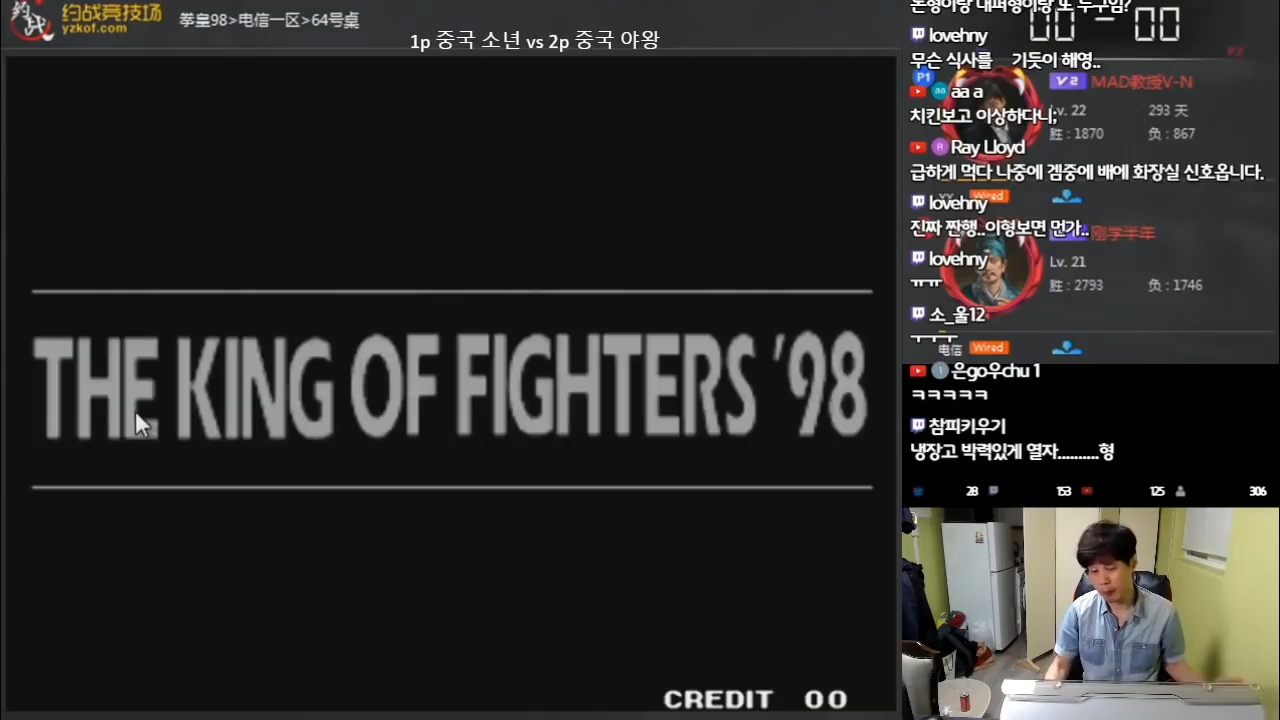 约战竞技场
yzkof.com
拳皇98>电信一区>64号桌
1p 중국 소년 vs 2p 중국 야왕
THE KING OF FIGHTERS '98
CREDIT 00
00 - 00
P2
lovehny
무슨 식사를 기듯이 해영..
P1
V2 MAD教授V-N
aa aa a
Lv. 22 293 天
치킨보고 이상하다니;
胜 : 1870 负 : 867
R Ray Lloyd
급하게 먹다 나중에 겜중에 배에 화장실 신호옵니다.
Wired
lovehny
진짜 짠행..이형보면 먼가..
刚学半年
lovehny
Lv. 21
ㅠㅠ
胜 : 2793 负 : 1746
소_울12
电信 Wired
은go우chu 1
ㅋㅋㅋㅋㅋ
참피키우기
냉장고 박력있게 열자..........형
28 153 125 306